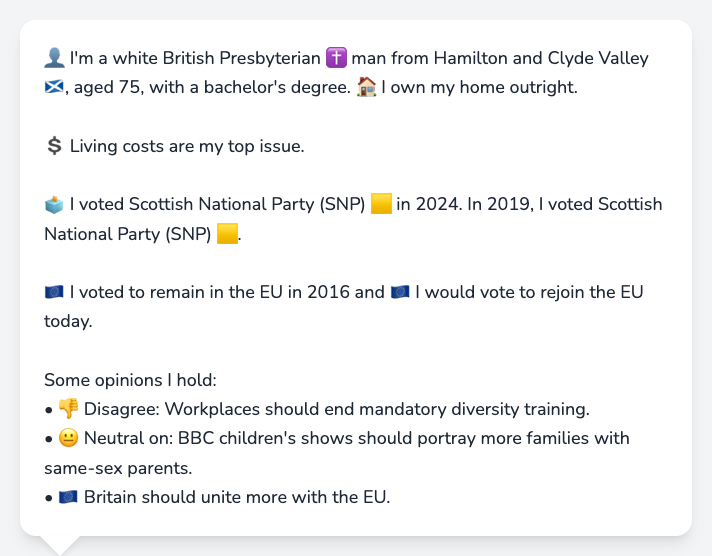 👤 I'm a white British Presbyterian ✝️ man from Hamilton and Clyde Valley
🏴󠁧󠁢󠁳󠁣󠁴󠁿, aged 75, with a bachelor's degree. 🏠 I own my home outright.
💲 Living costs are my top issue.
🗳️ I voted Scottish National Party (SNP) 🟨 in 2024. In 2019, I voted Scottish
National Party (SNP) 🟨.
🇪🇺 I voted to remain in the EU in 2016 and 🇪🇺 I would vote to rejoin the EU
today.
Some opinions I hold:
• 👎 Disagree: Workplaces should end mandatory diversity training.
• 😐 Neutral on: BBC children's shows should portray more families with
same-sex parents.
• 🇪🇺 Britain should unite more with the EU.